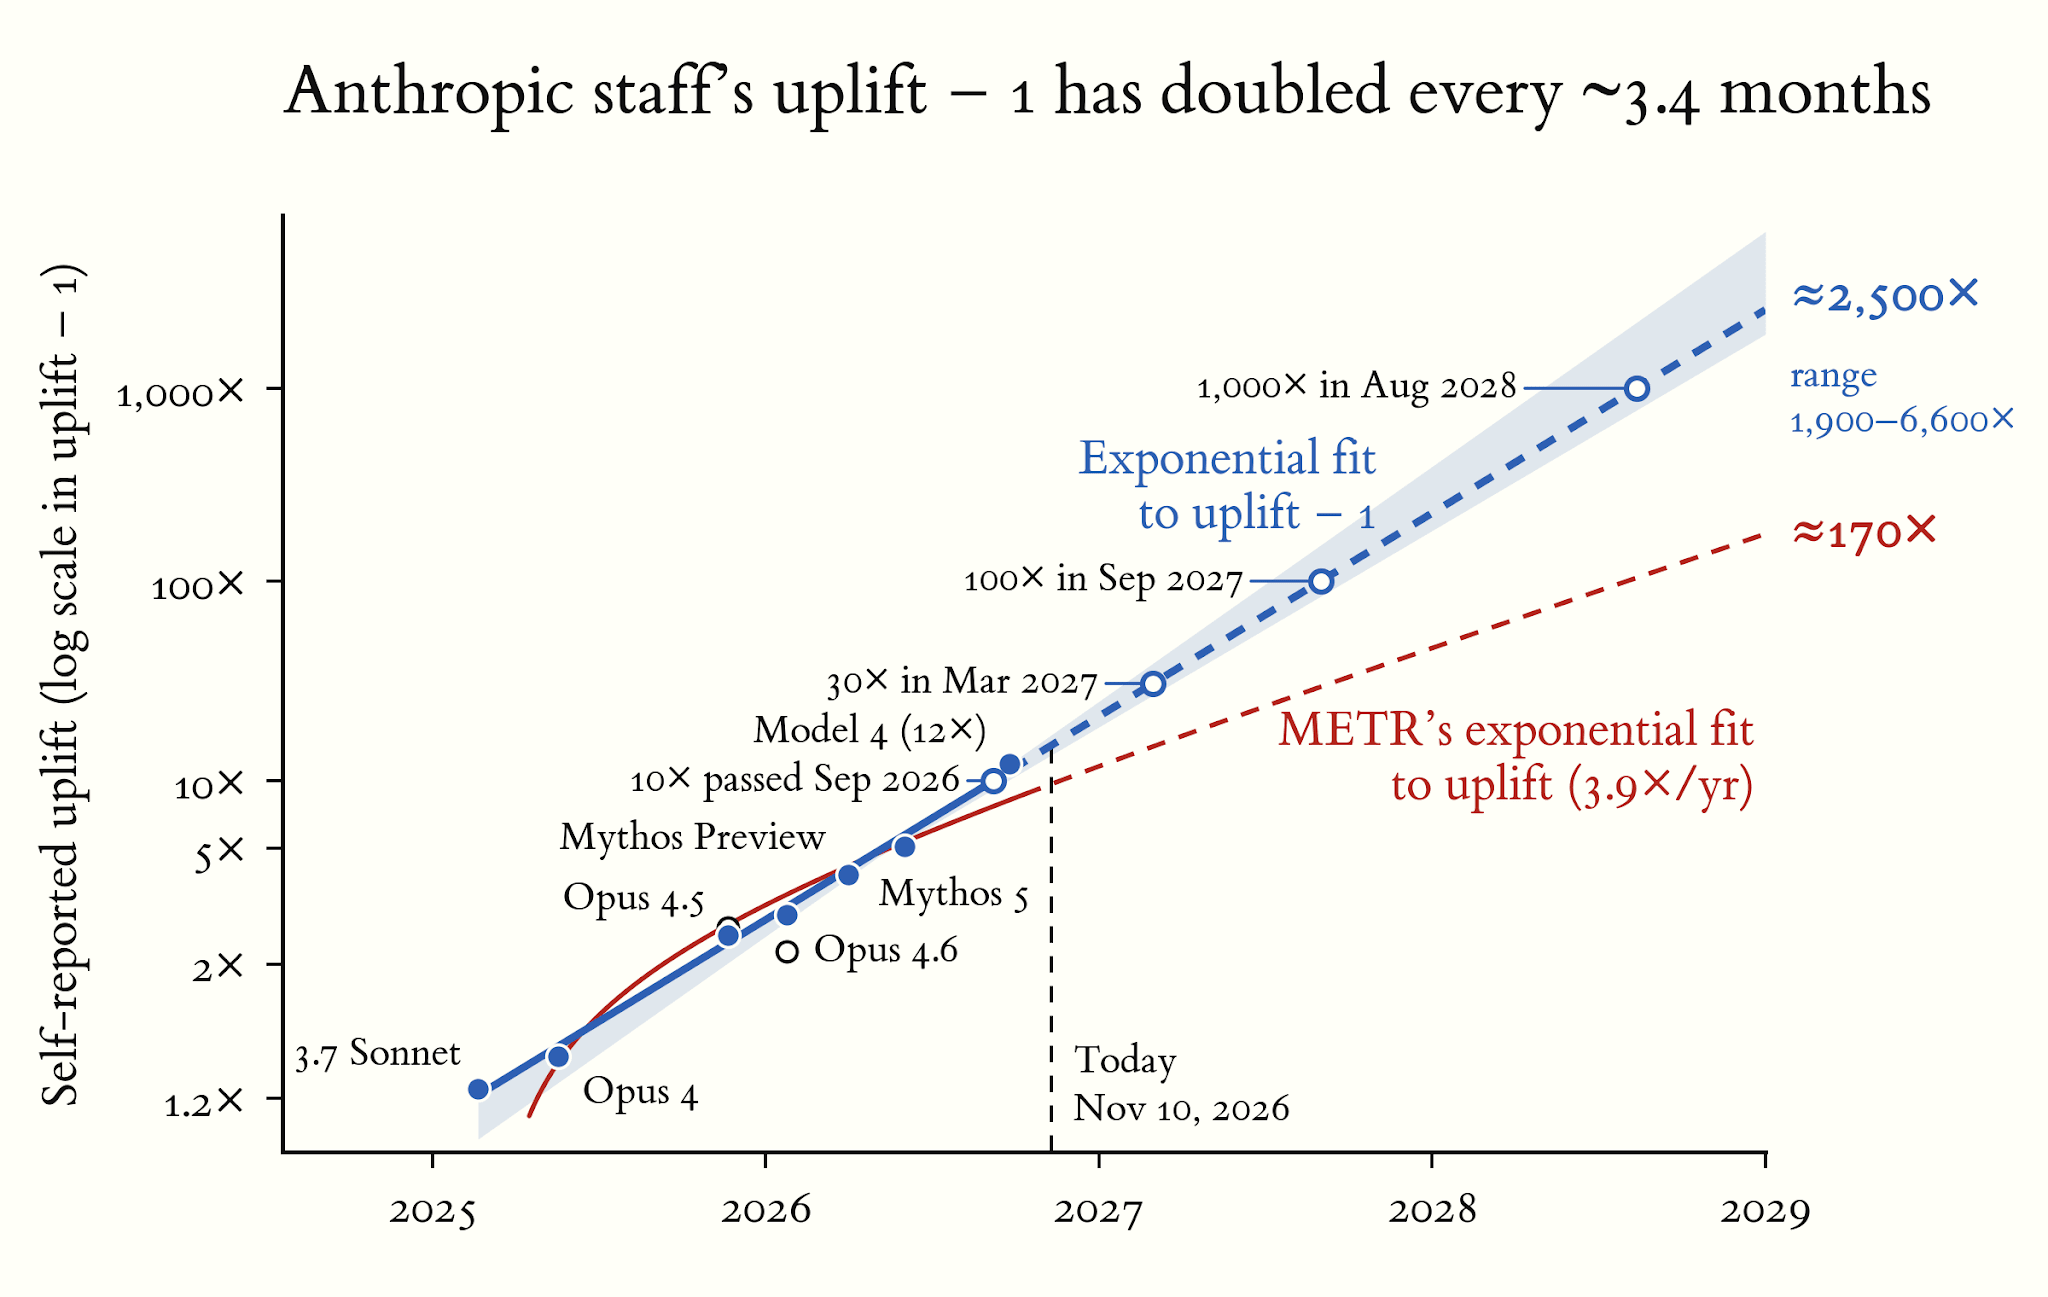 Anthropic staff's uplift – 1 has doubled every ~3.4 months
Self-reported uplift (log scale in uplift – 1)
1,000×
100×
10×
5×
2×
1.2×
≈2,500×
range
1,900–6,600×
1,000× in Aug 2028
Exponential fit
to uplift – 1
≈170×
100× in Sep 2027
30× in Mar 2027
METR's exponential fit
to uplift (3.9×/yr)
Model 4 (12×)
10× passed Sep 2026
Mythos Preview
Opus 4.5
Mythos 5
Opus 4.6
3.7 Sonnet
Opus 4
Today
Nov 10, 2026
2025
2026
2027
2028
2029